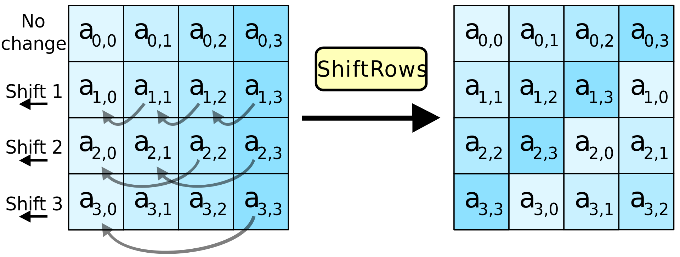 No
change
a0,0 a0,1 a0,2 a0,3
Shift 1
a1,0 a1,1 a1,2 a1,3
Shift 2
a2,0 a2,1 a2,2 a2,3
Shift 3
a3,0 a3,1 a3,2 a3,3
ShiftRows
a0,0 a0,1 a0,2 a0,3
a1,1 a1,2 a1,3 a1,0
a2,2 a2,3 a2,0 a2,1
a3,3 a3,0 a3,1 a3,2